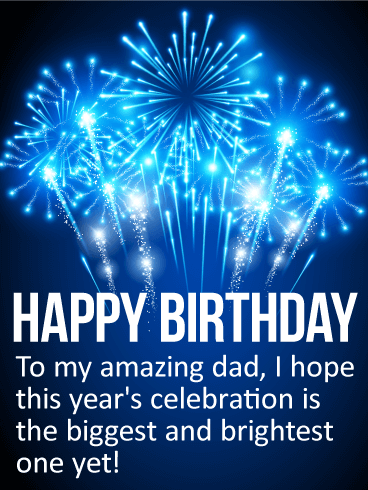 HAPPY BIRTHDAY
To my amazing dad, I hope
this year's celebration is
the biggest and brightest
one yet!